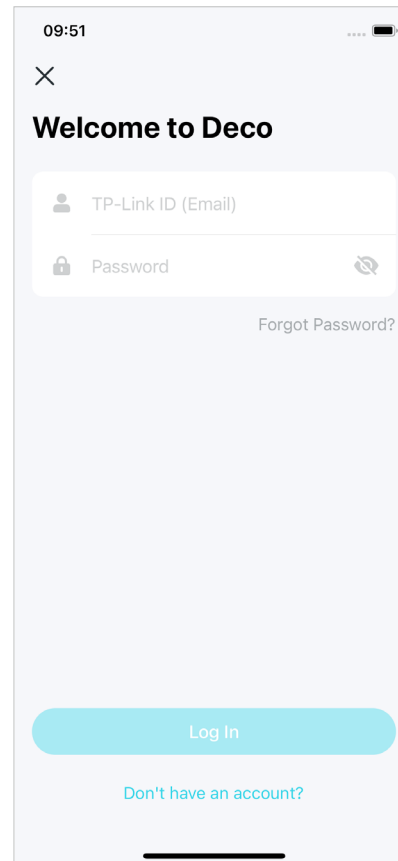 09:51
Welcome to Deco
TP-Link ID (Email)
Password
Forgot Password?
Log In
Don't have an account?